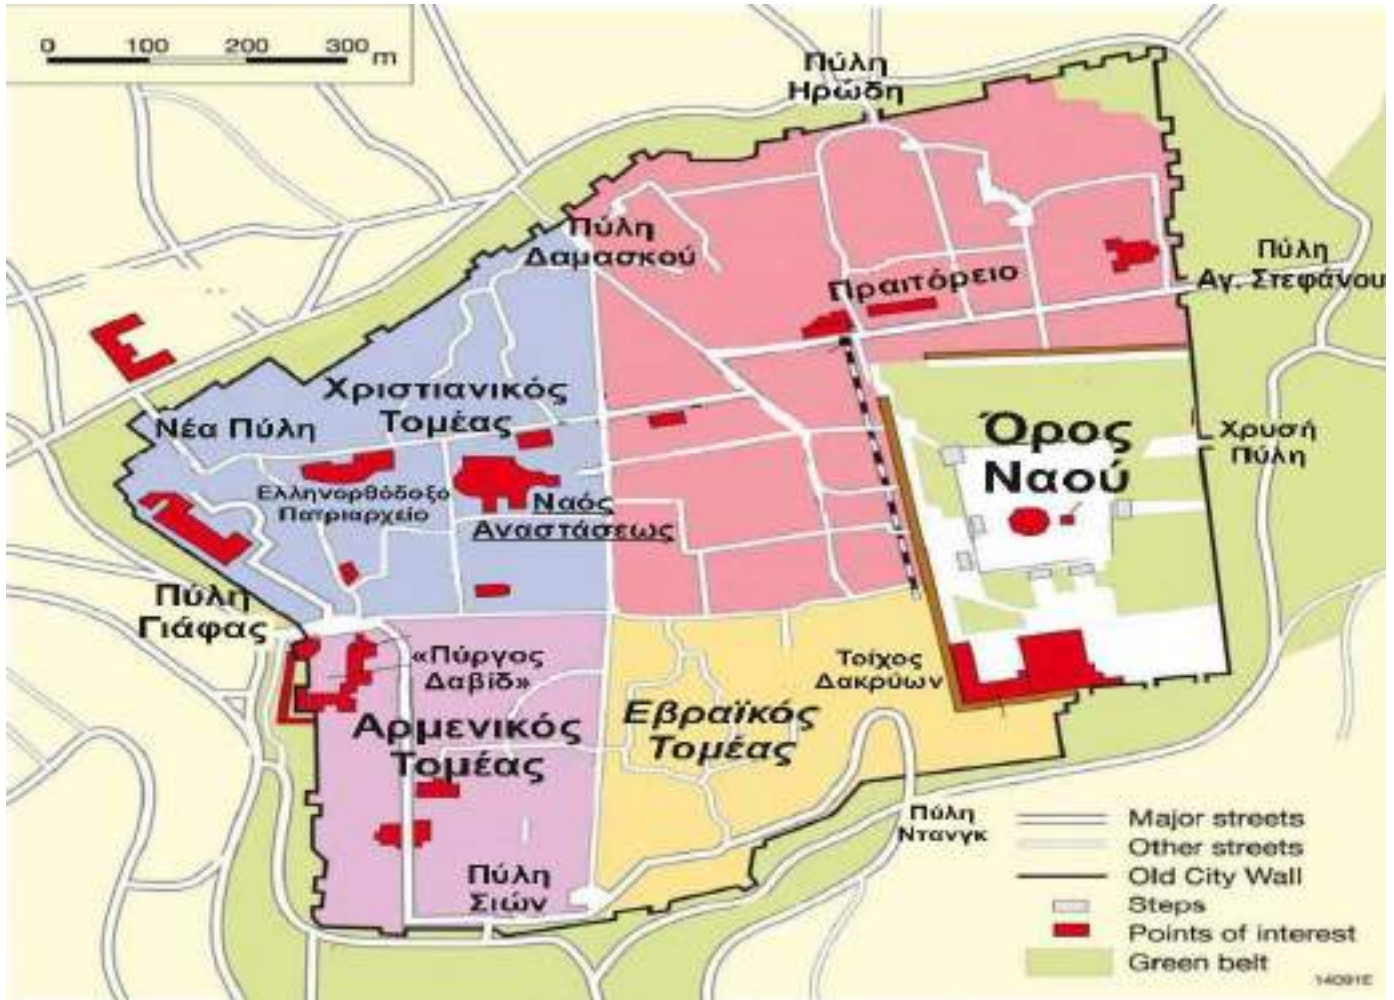 0 100 200 300 m
Πύλη
Ηρώδη
Πύλη
Δαμασκού
Πραιτόρειο
Πύλη
Αγ. Στεφάνου
Χριστιανικός
Τομέας
Νέα Πύλη
Όρος
Ναού
Χρυσή
Πύλη
Ελληνορθόδοξο
Πατριαρχείο
Ναός
Αναστάσεως
Πύλη
Γιάφας
«Πύργος
Δαβίδ»
Τοίχος
Δακρύων
Αρμενικός
Τομέας
Εβραϊκός
Τομέας
Πύλη
Ντανγκ
Πύλη
Σιών
Major streets
Other streets
Old City Wall
Steps
Points of interest
Green belt
14091E